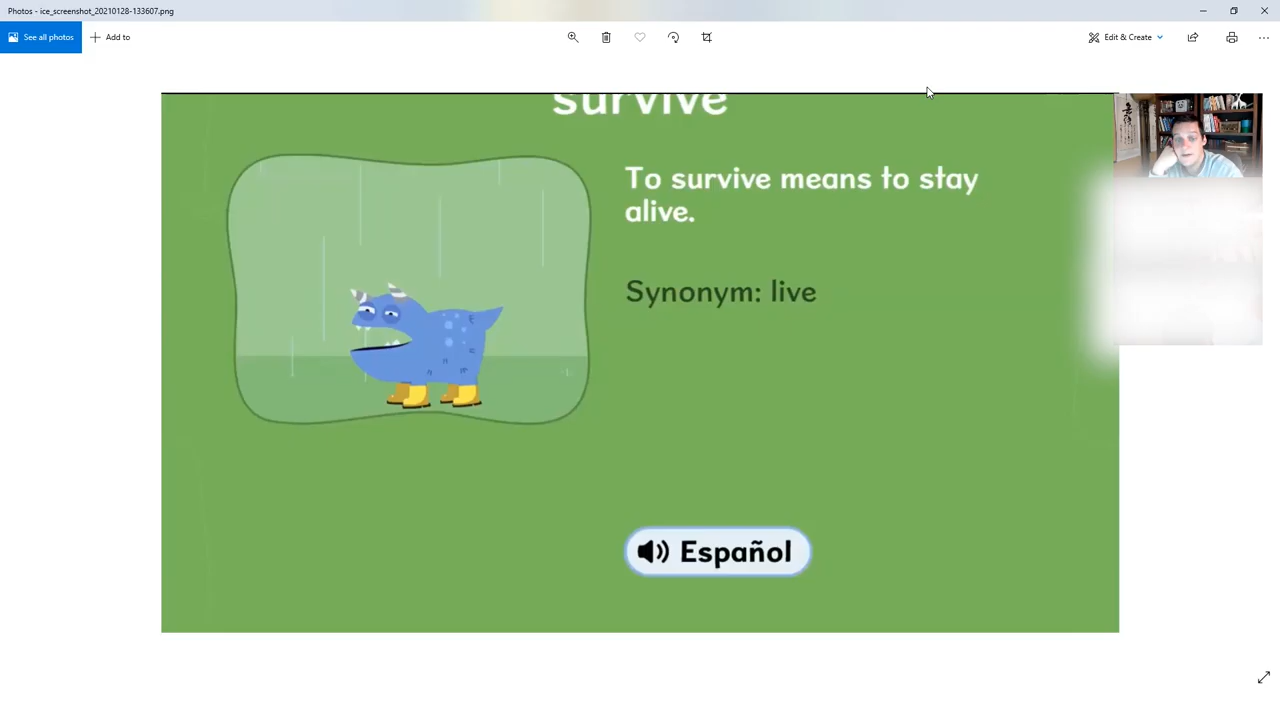 Photos - ice_screenshot_20210128-133607.png
See all photos
Add to
Edit & Create
survive
To survive means to stay
alive.
Synonym: live
Español